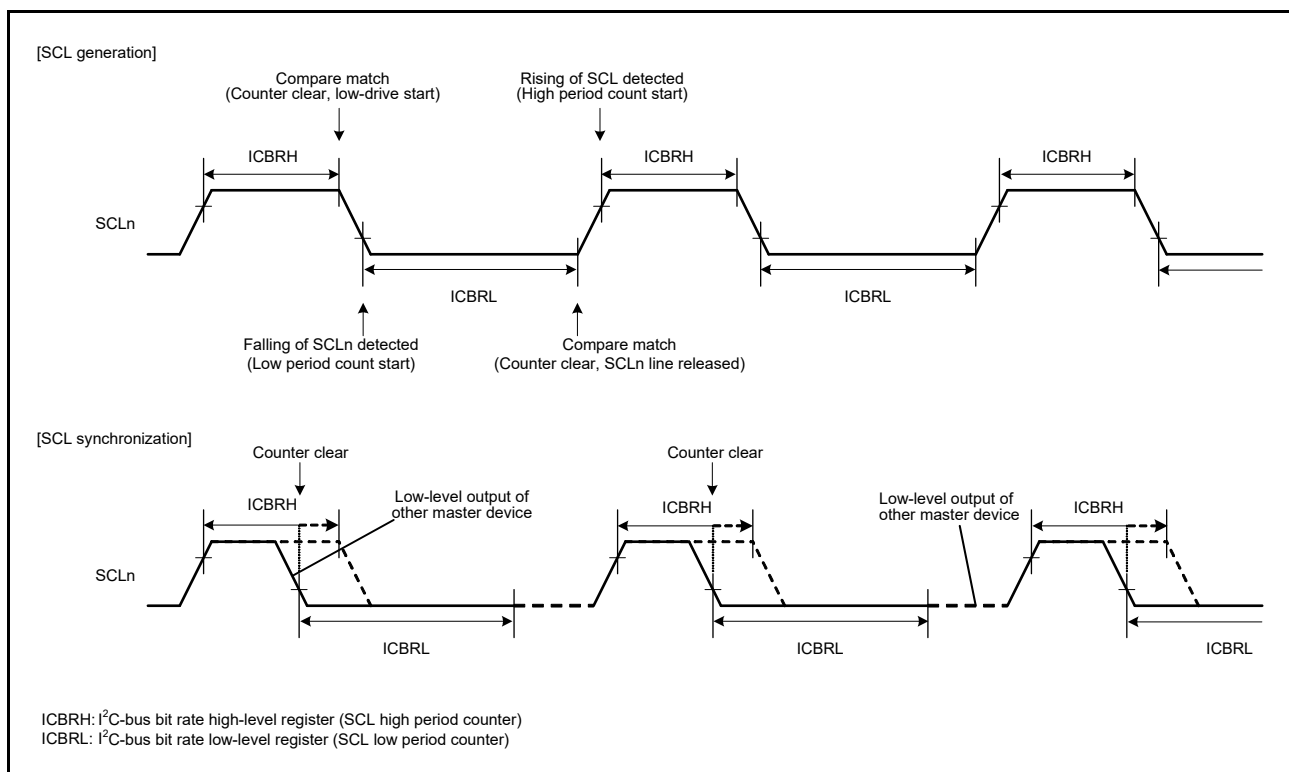 [SCL generation]
Compare match
(Counter clear, low-drive start)
Rising of SCL detected
(High period count start)
ICBRH
ICBRH
ICBRH
SCLn
ICBRL
ICBRL
Falling of SCLn detected
(Low period count start)
Compare match
(Counter clear, SCLn line released)
[SCL synchronization]
Counter clear
Counter clear
ICBRH
Low-level output of
other master device
ICBRH
Low-level output of
other master device
ICBRH
SCLn
ICBRL
ICBRL
ICBRL
ICBRH: I²C-bus bit rate high-level register (SCL high period counter)
ICBRL: I²C-bus bit rate low-level register (SCL low period counter)